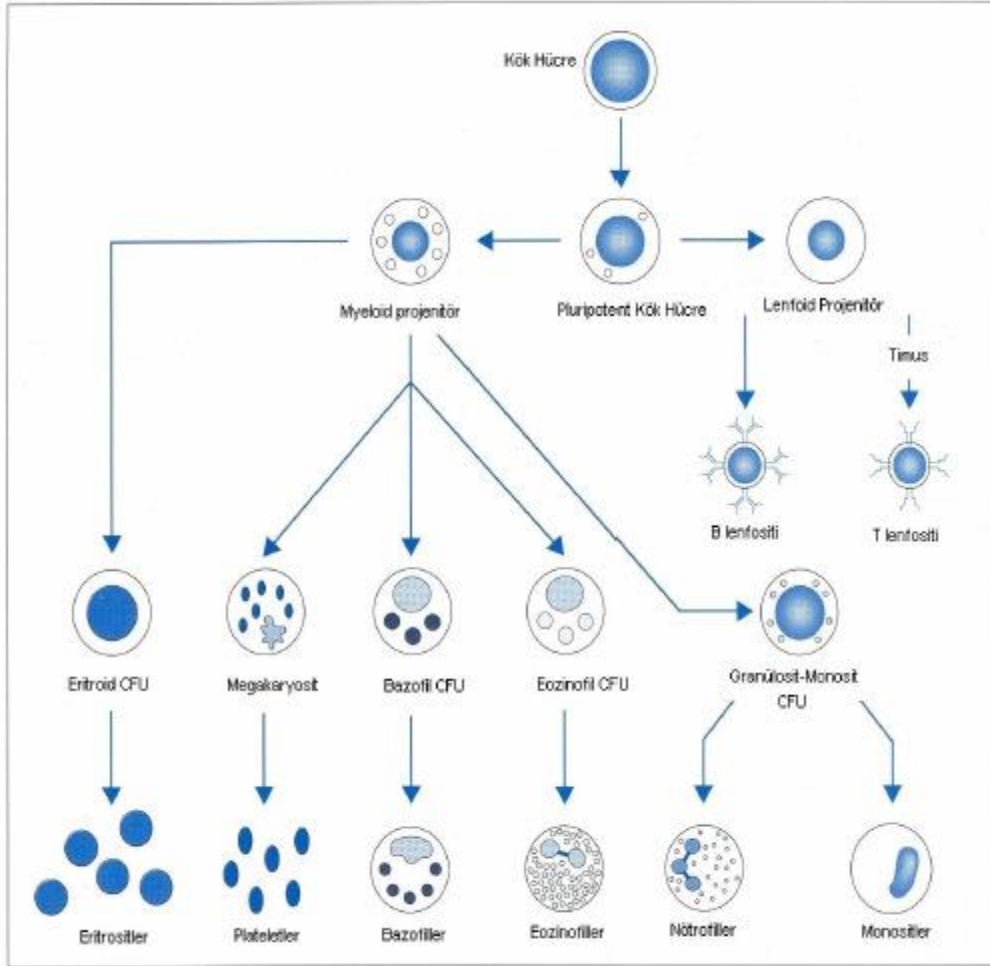 Kök Hücre
Myeloid projenitör
Pluripotent Kök Hücre
Lenfoid Projenitör
Timus
B lenfositi
T lenfositi
Eritroid CFU
Megakaryosit
Bazofil CFU
Eozinofil CFU
Granülosit-Monosit
CFU
Eritrositler
Plateletler
Bazofiller
Eozinofiller
Nötrofiller
Monositler